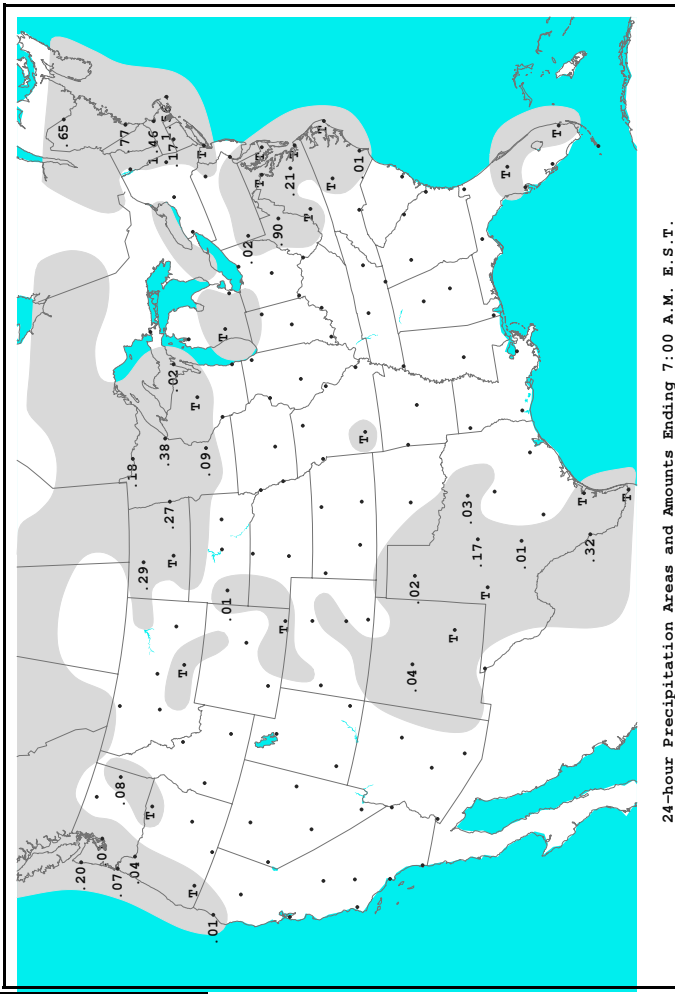 .65
.20
.07
.08
.77
.18
.04
.29
T
1.46
.38
.27
T
.02
.17
T
T
T
.09
.01
T
.01
.02
T
T
.90
T
.21
T
T
T
T
.01
T
.04
.02
T
.03
.17
T
T
.01
T
T
.32
T
24-hour Precipitation Areas and Amounts Ending 7:00 A.M. E.S.T.